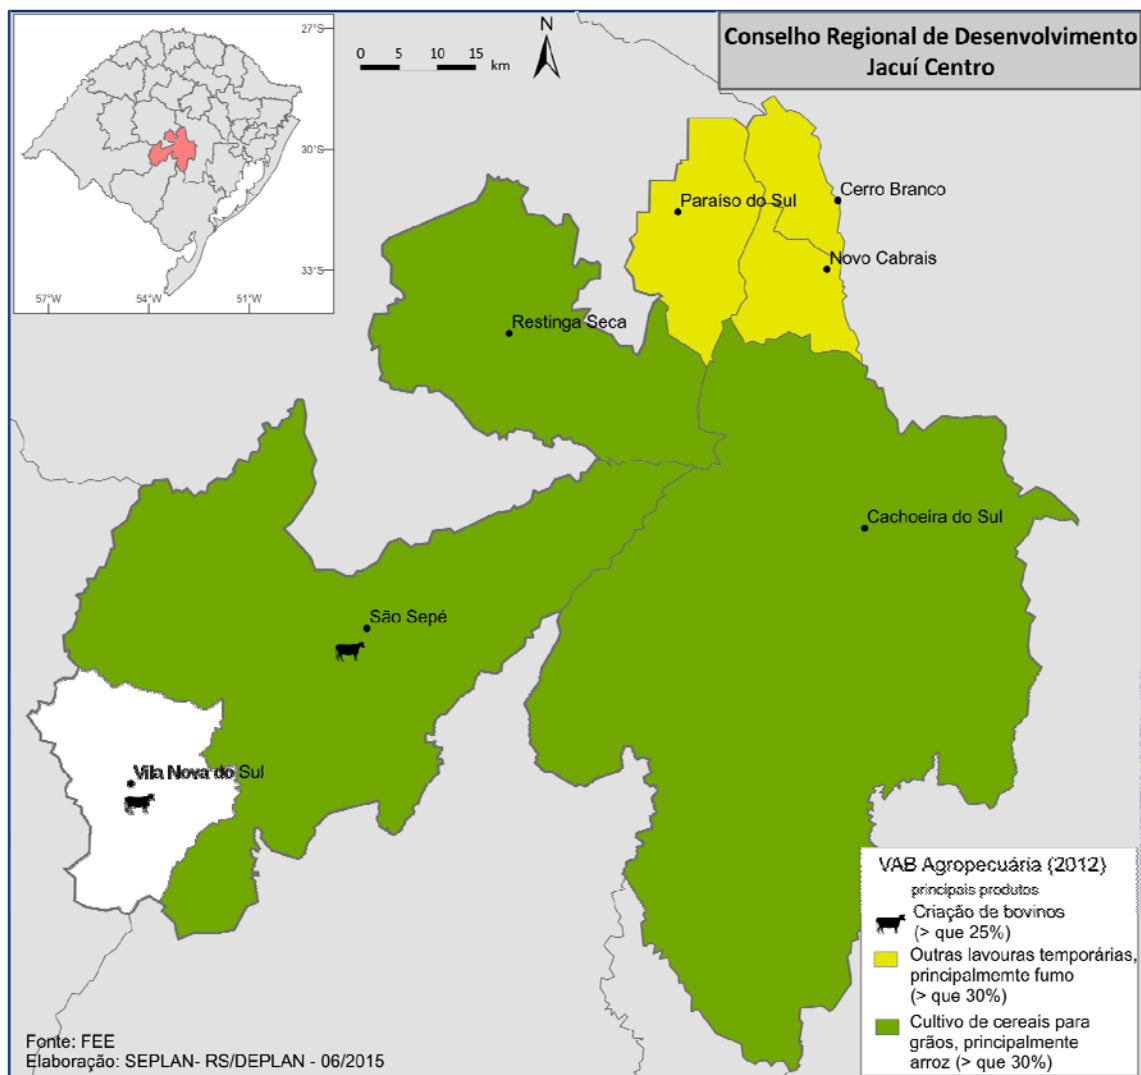 Conselho Regional de Desenvolvimento
Jacuí Centro
27°S
30°S
33°S
57°W
54°W
51°W
0 5 10 15
km
N
Cerro Branco
Paraíso do Sul
Novo Cabrais
Restinga Seca
Cachoeira do Sul
São Sepé
Vila Nova do Sul
VAB Agropecuária (2012)
principais produtos
Criação de bovinos
(> que 25%)
Outras lavouras temporárias,
principalmente fumo
(> que 30%)
Cultivo de cereais para
grãos, principalmente
arroz (> que 30%)
Fonte: FEE
Elaboração: SEPLAN- RS/DEPLAN - 06/2015